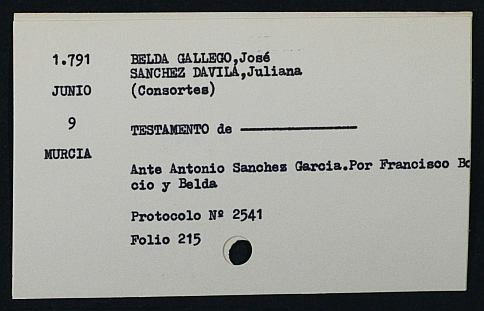 1.791 BELDA GALLEGO,José
SANCHEZ DAVILA,Juliana
JUNIO (Consortes)
9 TESTAMENTO de
MURCIA
Ante Antonio Sanchez Garcia.Por Francisco
cio y Belda
Protocolo Nº 2541
Folio 215